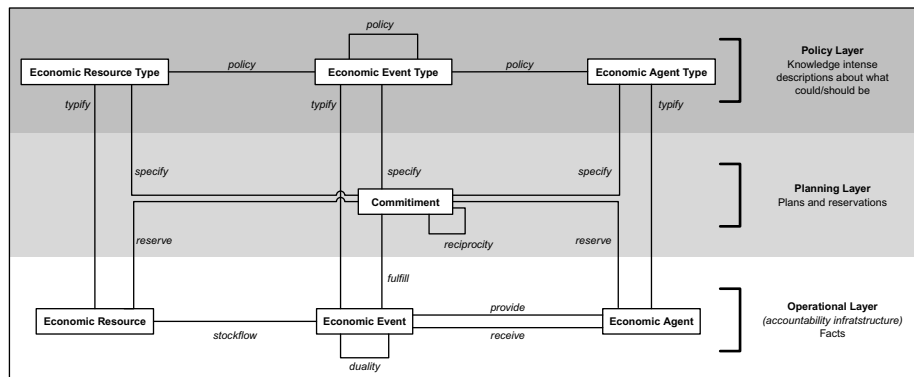 policy
Policy Layer
Knowledge intense
descriptions about what
could/should be
Economic Resource Type
policy
Economic Event Type
policy
Economic Agent Type
typify
typify
typify
specify
specify
specify
Planning Layer
Plans and reservations
Commitment
reserve
reciprocity
reserve
fulfill
Operational Layer
(accountability infratstructure)
Facts
Economic Resource
stockflow
Economic Event
provide
receive
Economic Agent
duality